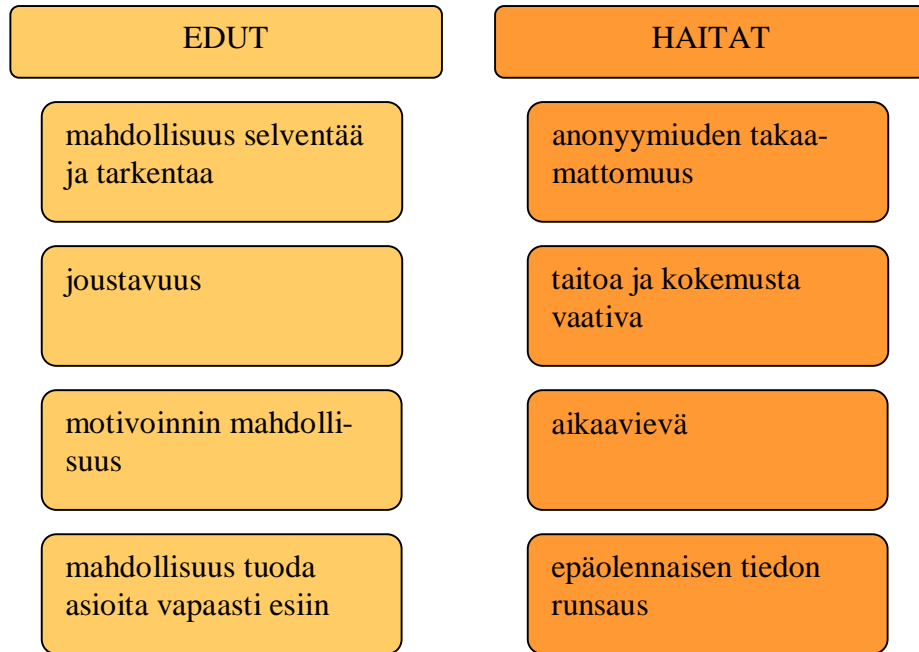 EDUT
mahdollisuus selventää
ja tarkentaa
joustavuus
motivoinnin mahdolli-
suus
mahdollisuus tuoda
asioita vapaasti esiin
HAITAT
anonyymiuden takaa-
mattomuus
taitoa ja kokemusta
vaativa
aikaavievä
epäolennaisen tiedon
runsaus